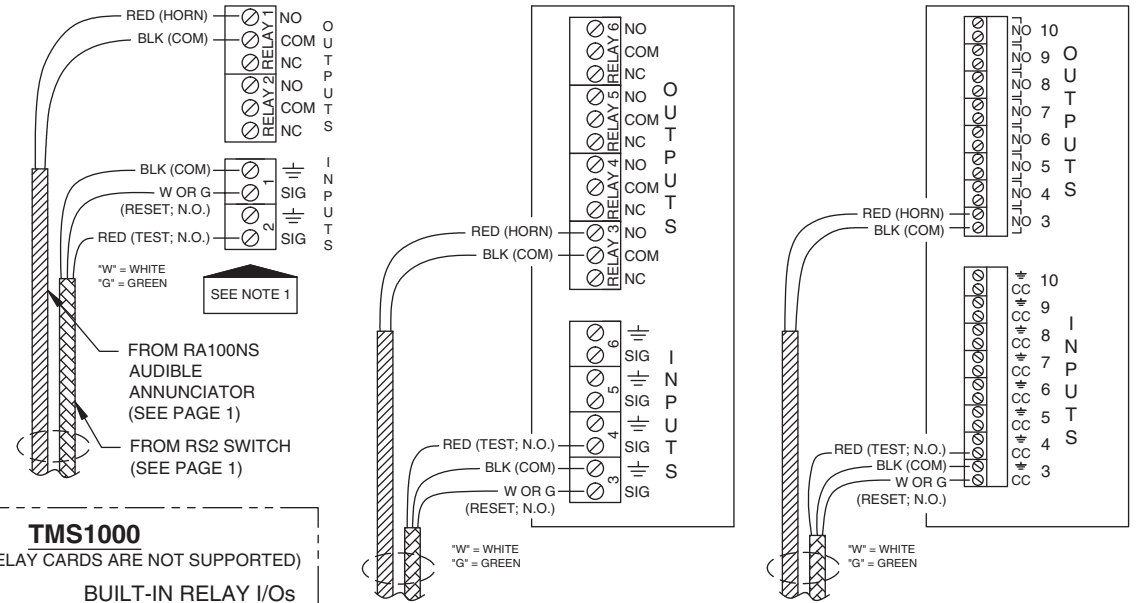 RED (HORN)
BLK (COM)
RELAY 1
NO
COM
NC
RELAY 2
NO
COM
NC
OUTPUTS
BLK (COM)
W OR G
(RESET; N.O.)
RED (TEST; N.O.)
1
SIG
2
SIG
INPUTS
"W" = WHITE
"G" = GREEN
SEE NOTE 1
FROM RA100NS
AUDIBLE
ANNUNCIATOR
(SEE PAGE 1)
FROM RS2 SWITCH
(SEE PAGE 1)
TMS1000
ELAY CARDS ARE NOT SUPPORTED)
BUILT-IN RELAY I/Os
RELAY 6
NO
COM
NC
RELAY 5
NO
COM
NC
RELAY 4
NO
COM
NC
RELAY 3
NO
COM
NC
OUTPUTS
RED (HORN)
BLK (COM)
6
SIG
5
SIG
4
SIG
3
SIG
INPUTS
RED (TEST; N.O.)
BLK (COM)
W OR G
(RESET; N.O.)
"W" = WHITE
"G" = GREEN
NO 10
NO 9
NO 8
NO 7
NO 6
NO 5
NO 4
NO 3
OUTPUTS
RED (HORN)
BLK (COM)
10
CC
9
CC
8
CC
7
CC
6
CC
5
CC
4
CC
3
CC
INPUTS
RED (TEST; N.O.)
BLK (COM)
W OR G
(RESET; N.O.)
"W" = WHITE
"G" = GREEN